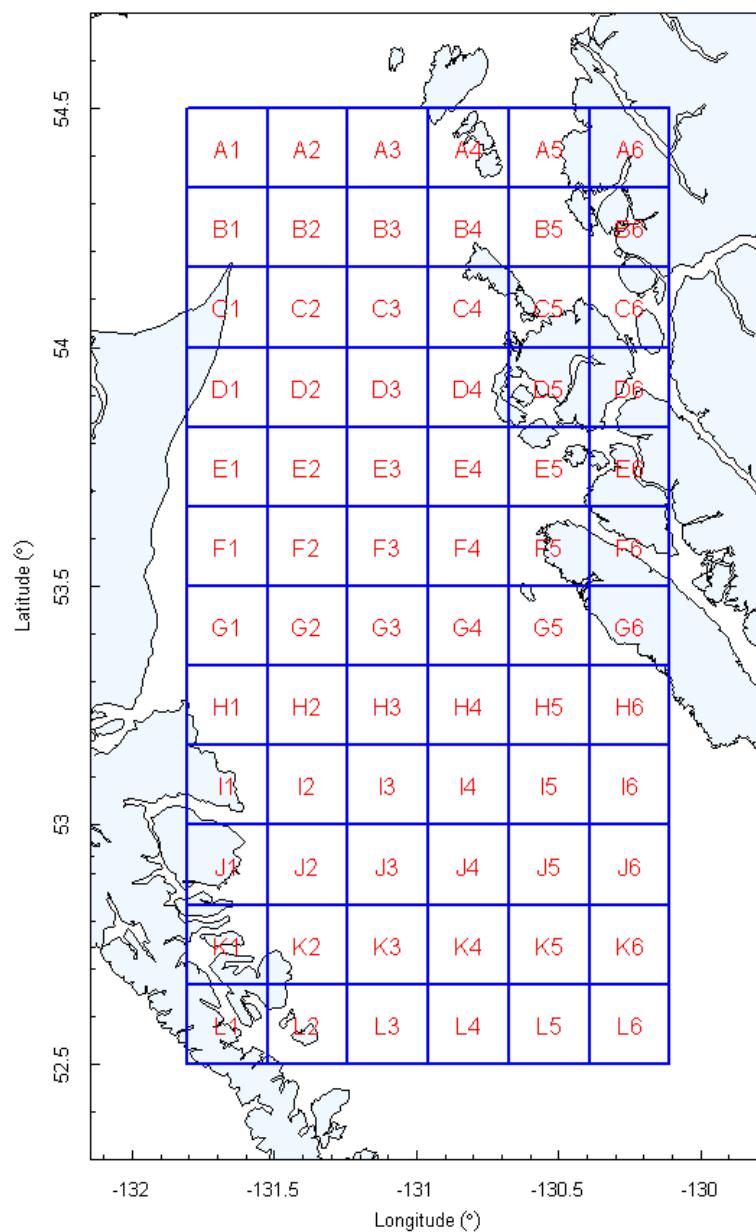 54.5
A1 A2 A3 A4 A5 A6
B1 B2 B3 B4 B5 B6
C1 C2 C3 C4 C5 C6
54
D1 D2 D3 D4 D5 D6
E1 E2 E3 E4 E5 E6
F1 F2 F3 F4 F5 F6
53.5
G1 G2 G3 G4 G5 G6
H1 H2 H3 H4 H5 H6
I1 I2 I3 I4 I5 I6
53
J1 J2 J3 J4 J5 J6
K1 K2 K3 K4 K5 K6
L1 L2 L3 L4 L5 L6
52.5
Latitude (°)
-132 -131.5 -131 -130.5 -130
Longitude (°)